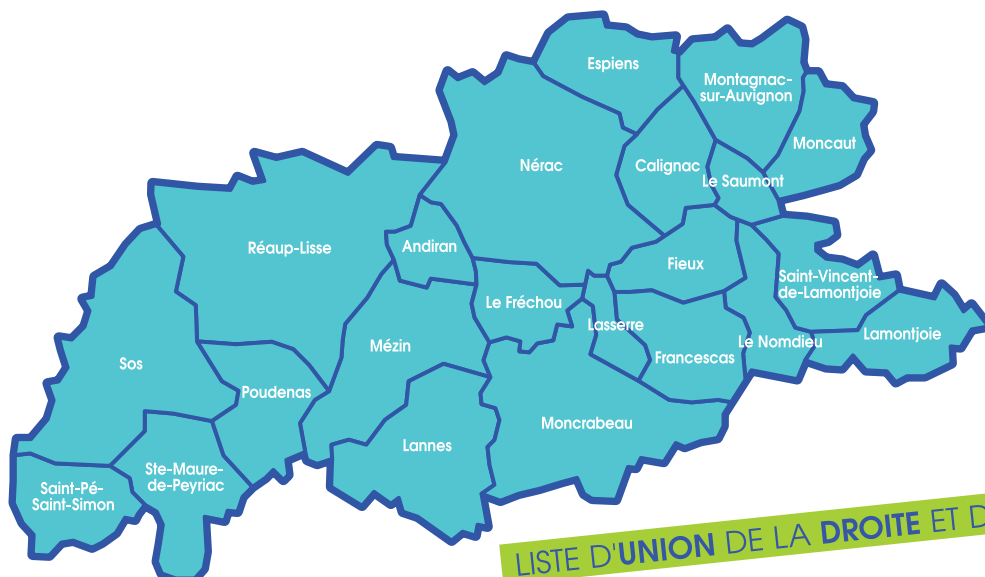 Espiens
Montagnac-
sur-Auvignon
Moncaut
Nérac
Calignac
Le Saumont
Réaup-Lisse
Andiran
Fieux
Saint-Vincent-
de-Lamontjoie
Le Fréchou
Lasserre
Lamontjoie
Le Nomdieu
Francescas
Mézin
Sos
Poudenas
Moncrabeau
Lannes
Ste-Maure-
de-Peyriac
Saint-Pé-
Saint-Simon
LISTE D'UNION DE LA DROITE ET D